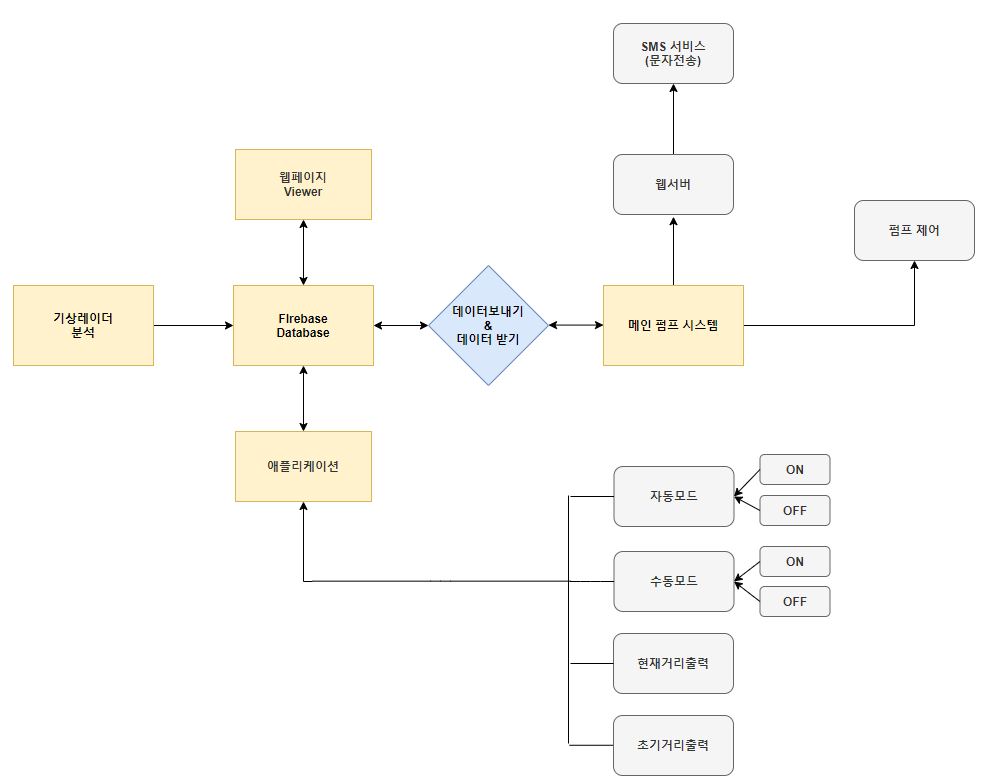 SMS 서비스
(문자전송)
웹페이지
Viewer
웹서버
펌프 제어
기상레이더
분석
FIrebase
Database
데이터보내기
&
데이터 받기
메인 펌프 시스템
애플리케이션
자동모드
ON
OFF
수동모드
ON
OFF
현재거리출력
초기거리출력